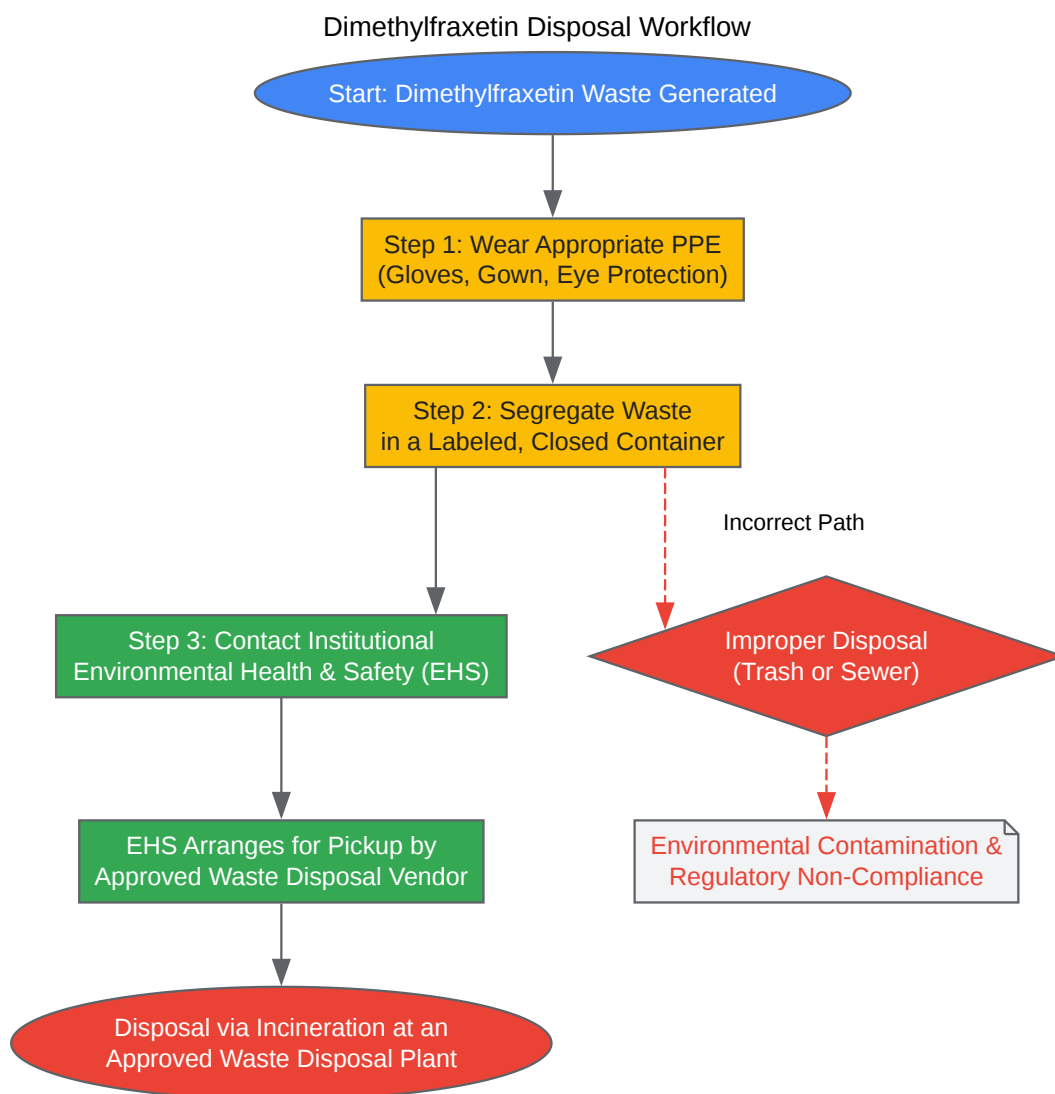 Dimethylfraxetin Disposal Workflow
Start: Dimethylfraxetin Waste Generated
Step 1: Wear Appropriate PPE
(Gloves, Gown, Eye Protection)
Step 2: Segregate Waste
in a Labeled, Closed Container
Incorrect Path
Step 3: Contact Institutional
Environmental Health & Safety (EHS)
Improper Disposal
(Trash or Sewer)
EHS Arranges for Pickup by
Approved Waste Disposal Vendor
Environmental Contamination &
Regulatory Non-Compliance
Disposal via Incineration at an
Approved Waste Disposal Plant